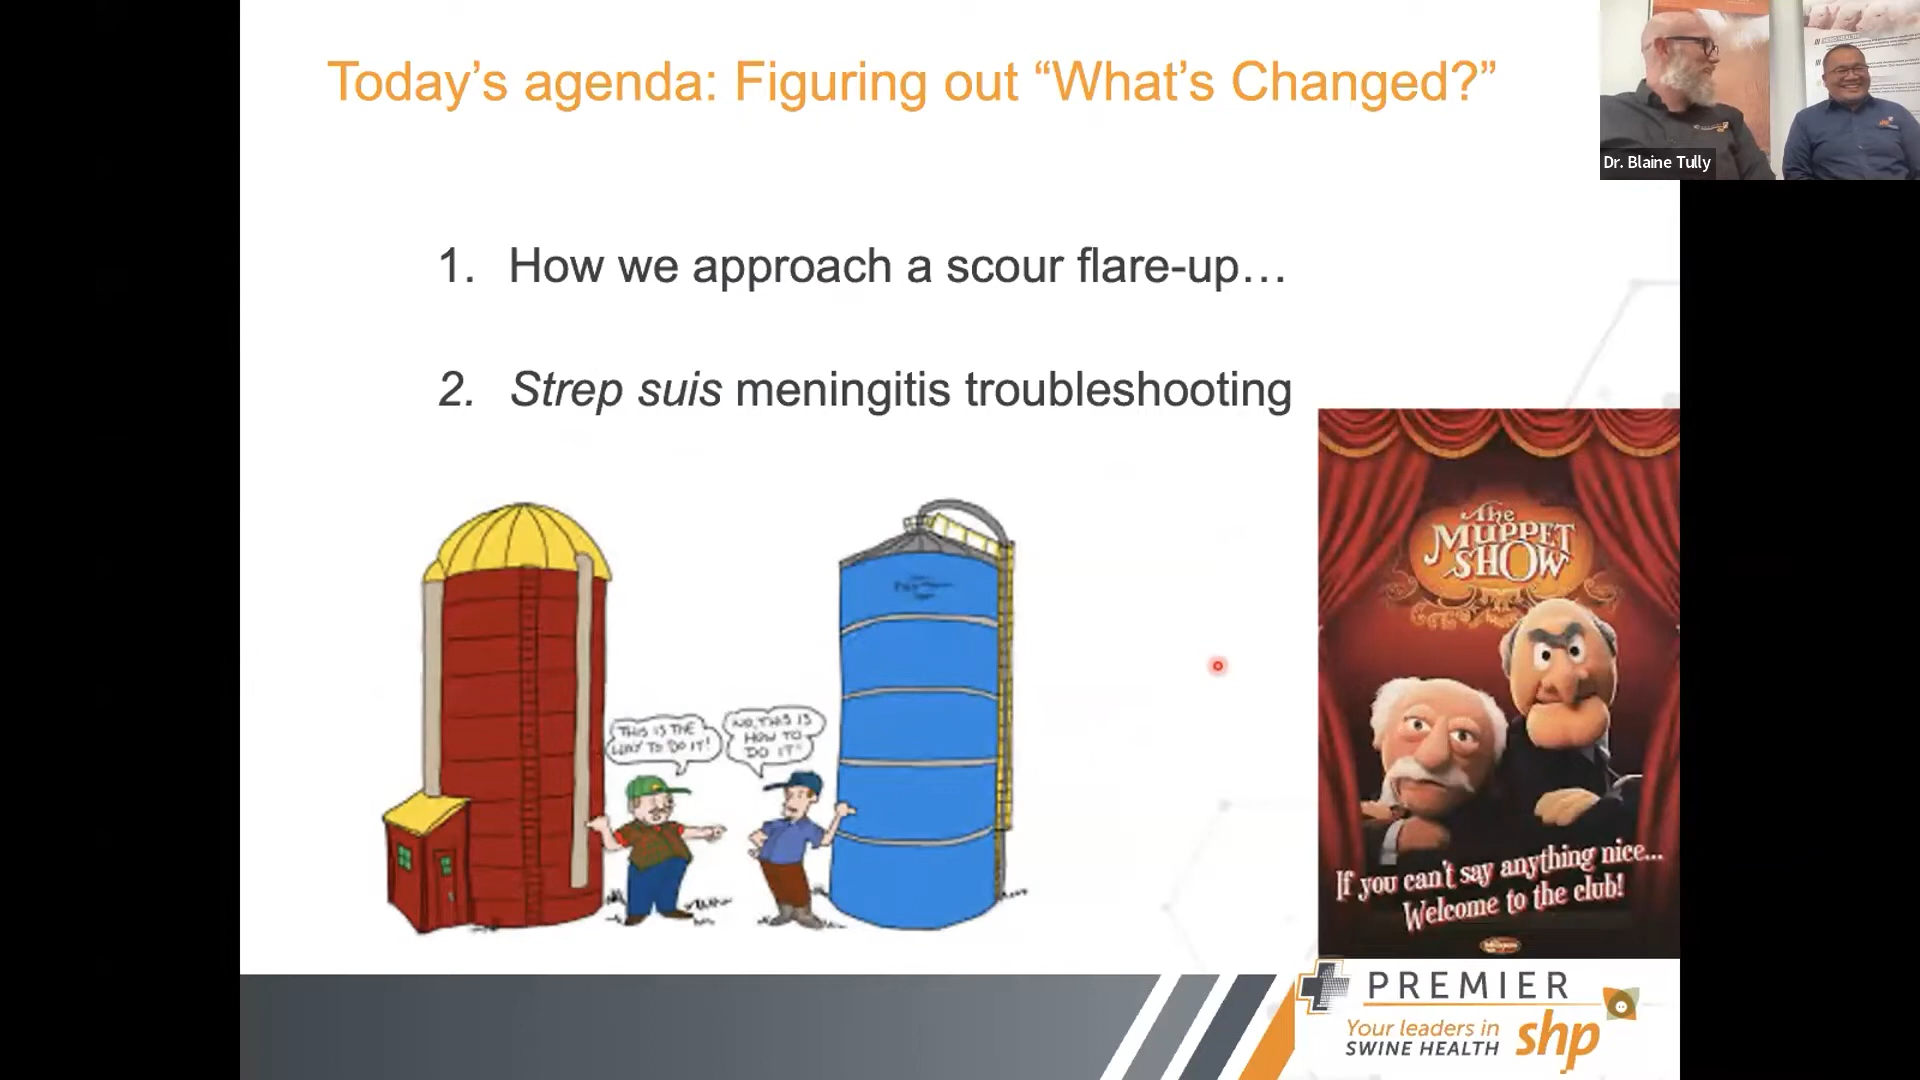 Today's agenda: Figuring out “What's Changed?”
Dr. Blaine Tully
1. How we approach a scour flare-up…
2. Strep suis meningitis troubleshooting
THIS IS THE
WAY TO DO IT!
NO, THIS IS
HOW TO
DO IT!
The
MUPPET
SHOW
If you can't say anything nice...
Welcome to the club!
PREMIER
Your leaders in
SWINE HEALTH
shp